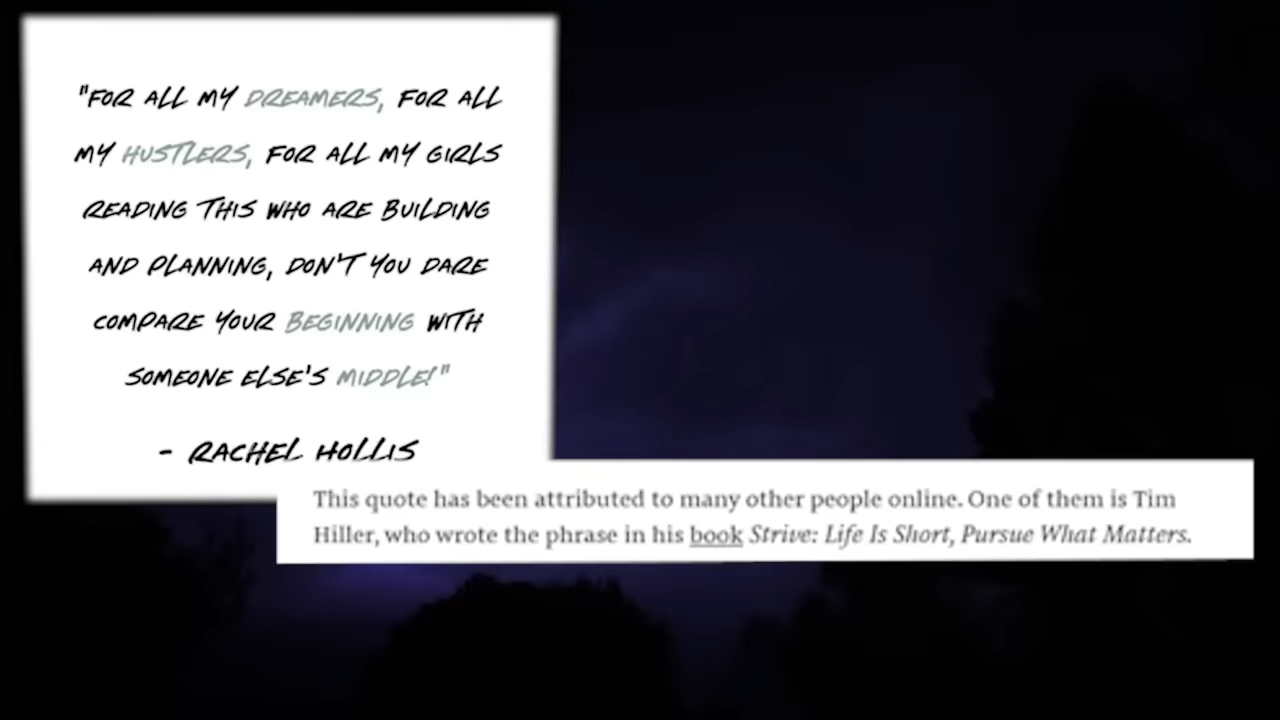 "FOR ALL MY DREAMERS, FOR ALL
MY HUSTLERS, FOR ALL MY GIRLS
READING THIS WHO ARE BUILDING
AND PLANNING, DON'T YOU DARE
COMPARE YOUR BEGINNING WITH
SOMEONE ELSE'S MIDDLE!"
- RACHEL HOLLIS
This quote has been attributed to many other people online. One of them is Tim
Hiller, who wrote the phrase in his book Strive: Life Is Short, Pursue What Matters.